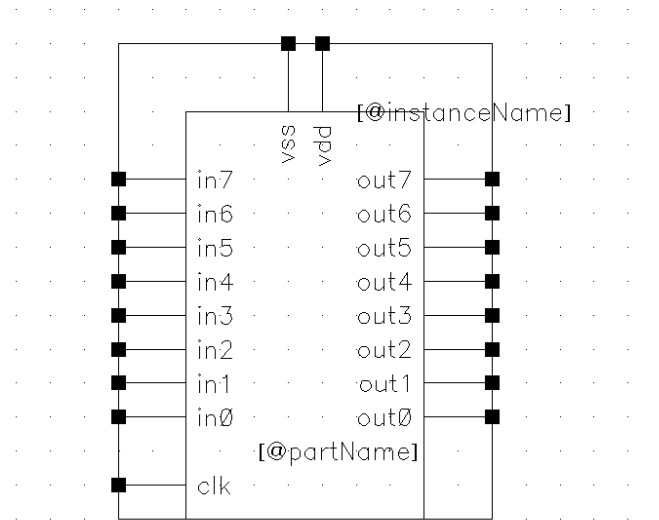 [@instanceName]
vss vdd
in7 out7
in6 out6
in5 out5
in4 out4
in3 out3
in2 out2
in1 out1
in0 out0
[@partName]
clk